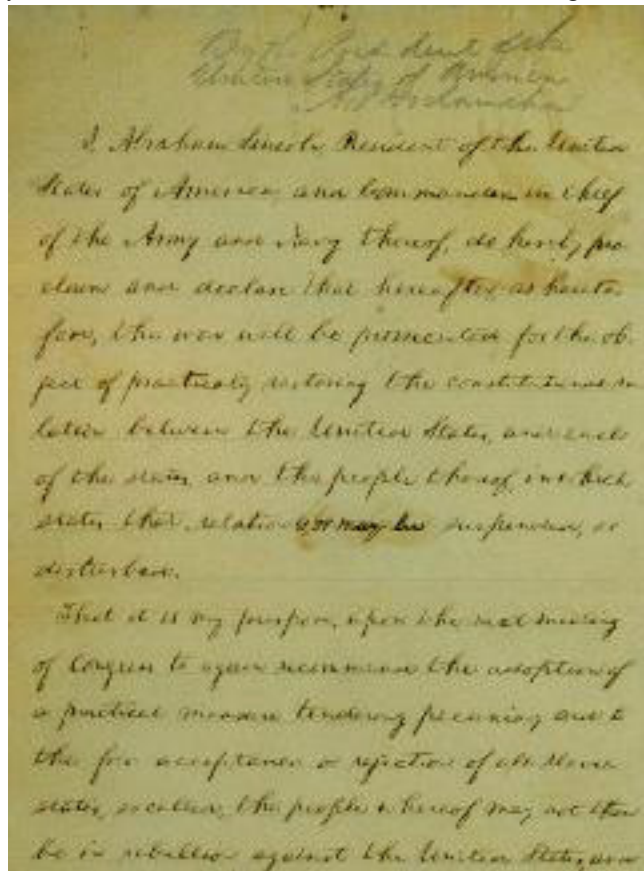 By the President of the
United States of America
A Proclamation
I, Abraham Lincoln, President of the United
States of America, and Commander-in-chief
of the Army and Navy thereof, do hereby pro-
claim and declare that hereafter, as hereto-
fore, the war will be prosecuted for the ob-
ject of practically restoring the constitutional re-
lation between the United States, and each
of the states, and the people thereof, in which
states that relation is, or may be suspended, or
disturbed.
That it is my purpose, upon the next meeting
of Congress to again recommend the adoption of
a practical measure tendering pecuniary aid to
the free acceptance or rejection of all slave-
states, so called, the people whereof may not then
be in rebellion against the United States, and